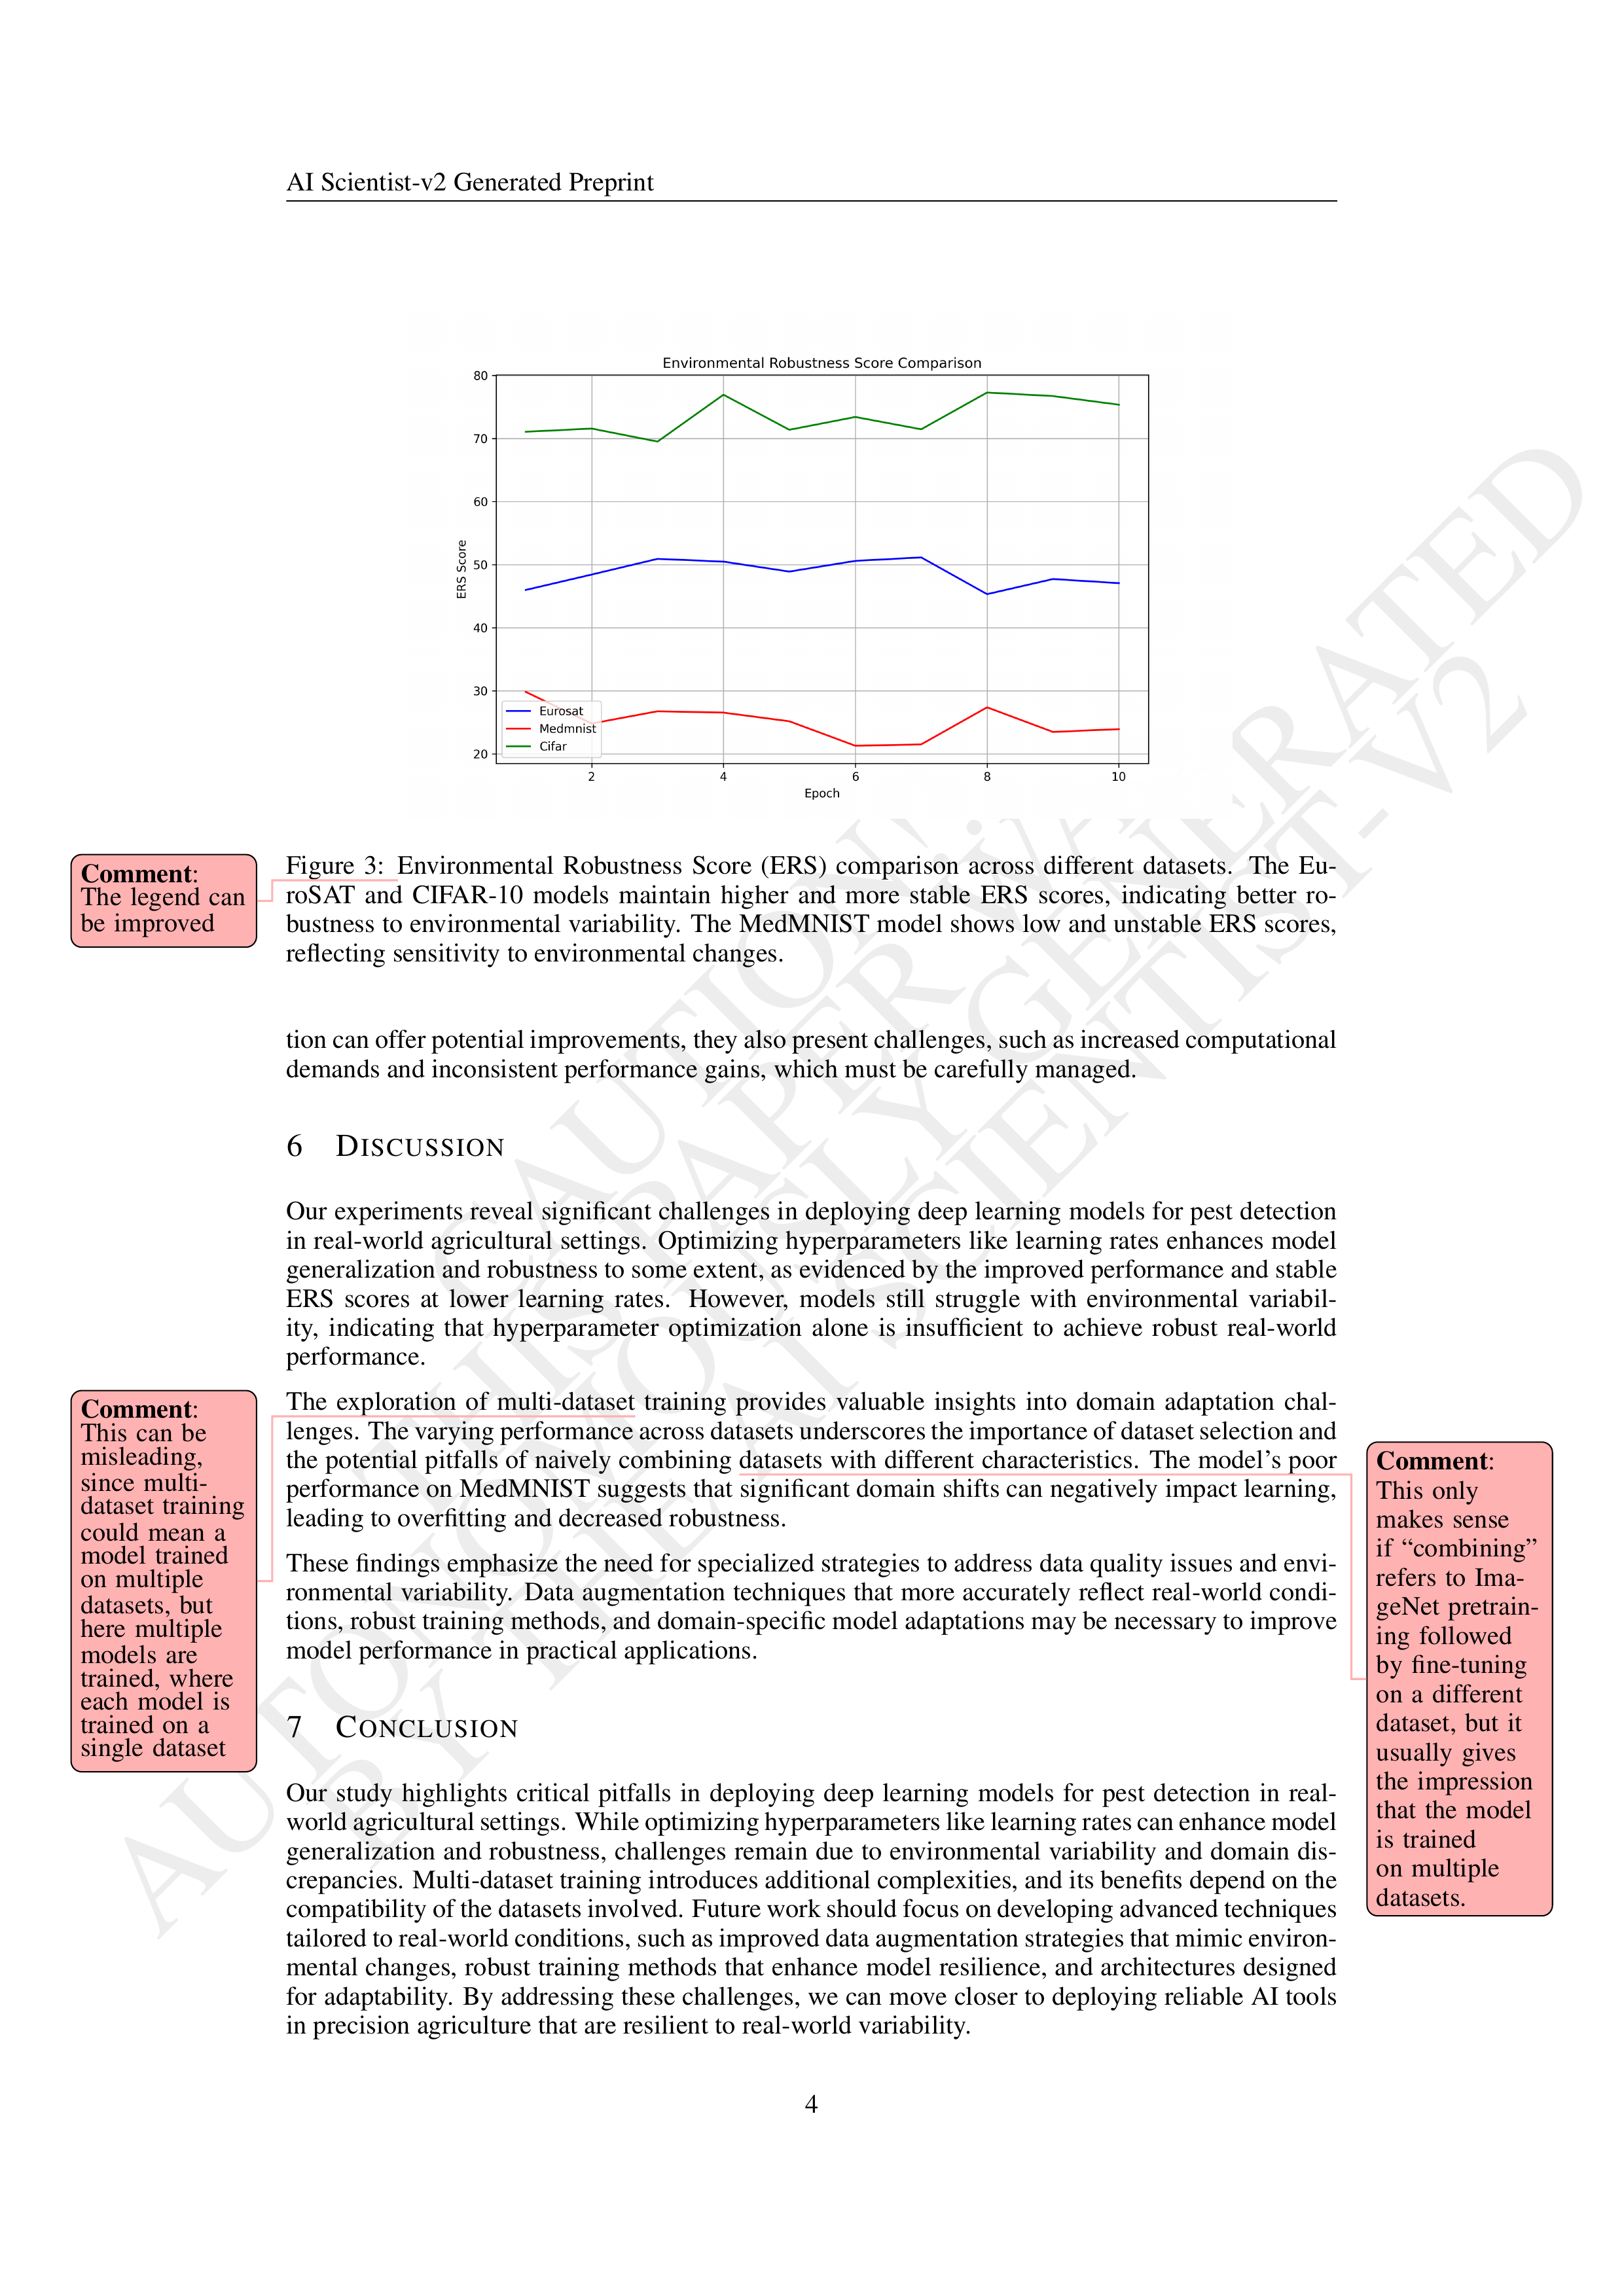 AI Scientist-v2 Generated Preprint
Environmental Robustness Score Comparison
80
70
60
50
40
30
20
ERS Score
Eurosat
Medmnist
Cifar
2 4 6 8 10
Epoch
Comment:
The legend can
be improved
Figure 3: Environmental Robustness Score (ERS) comparison across different datasets. The Eu-
roSAT and CIFAR-10 models maintain higher and more stable ERS scores, indicating better ro-
bustness to environmental variability. The MedMNIST model shows low and unstable ERS scores,
reflecting sensitivity to environmental changes.
tion can offer potential improvements, they also present challenges, such as increased computational
demands and inconsistent performance gains, which must be carefully managed.
6 DISCUSSION
Our experiments reveal significant challenges in deploying deep learning models for pest detection
in real-world agricultural settings. Optimizing hyperparameters like learning rates enhances model
generalization and robustness to some extent, as evidenced by the improved performance and stable
ERS scores at lower learning rates. However, models still struggle with environmental variabil-
ity, indicating that hyperparameter optimization alone is insufficient to achieve robust real-world
performance.
Comment:
This can be
misleading,
since multi-
dataset training
could mean a
model trained
on multiple
datasets, but
here multiple
models are
trained, where
each model is
trained on a
single dataset
The exploration of multi-dataset training provides valuable insights into domain adaptation chal-
lenges. The varying performance across datasets underscores the importance of dataset selection and
the potential pitfalls of naively combining datasets with different characteristics. The model's poor
performance on MedMNIST suggests that significant domain shifts can negatively impact learning,
leading to overfitting and decreased robustness.
Comment:
This only
makes sense
if “combining”
refers to Ima-
geNet pretrain-
ing followed
by fine-tuning
on a different
dataset, but it
usually gives
the impression
that the model
is trained
on multiple
datasets.
These findings emphasize the need for specialized strategies to address data quality issues and envi-
ronmental variability. Data augmentation techniques that more accurately reflect real-world condi-
tions, robust training methods, and domain-specific model adaptations may be necessary to improve
model performance in practical applications.
7 CONCLUSION
Our study highlights critical pitfalls in deploying deep learning models for pest detection in real-
world agricultural settings. While optimizing hyperparameters like learning rates can enhance model
generalization and robustness, challenges remain due to environmental variability and domain dis-
crepancies. Multi-dataset training introduces additional complexities, and its benefits depend on the
compatibility of the datasets involved. Future work should focus on developing advanced techniques
tailored to real-world conditions, such as improved data augmentation strategies that mimic environ-
mental changes, robust training methods that enhance model resilience, and architectures designed
for adaptability. By addressing these challenges, we can move closer to deploying reliable AI tools
in precision agriculture that are resilient to real-world variability.
4
CAUTION!
THIS PAPER WAS
AUTONOMOUSLY GENERATED
BY THE AI SCIENTIST-V2